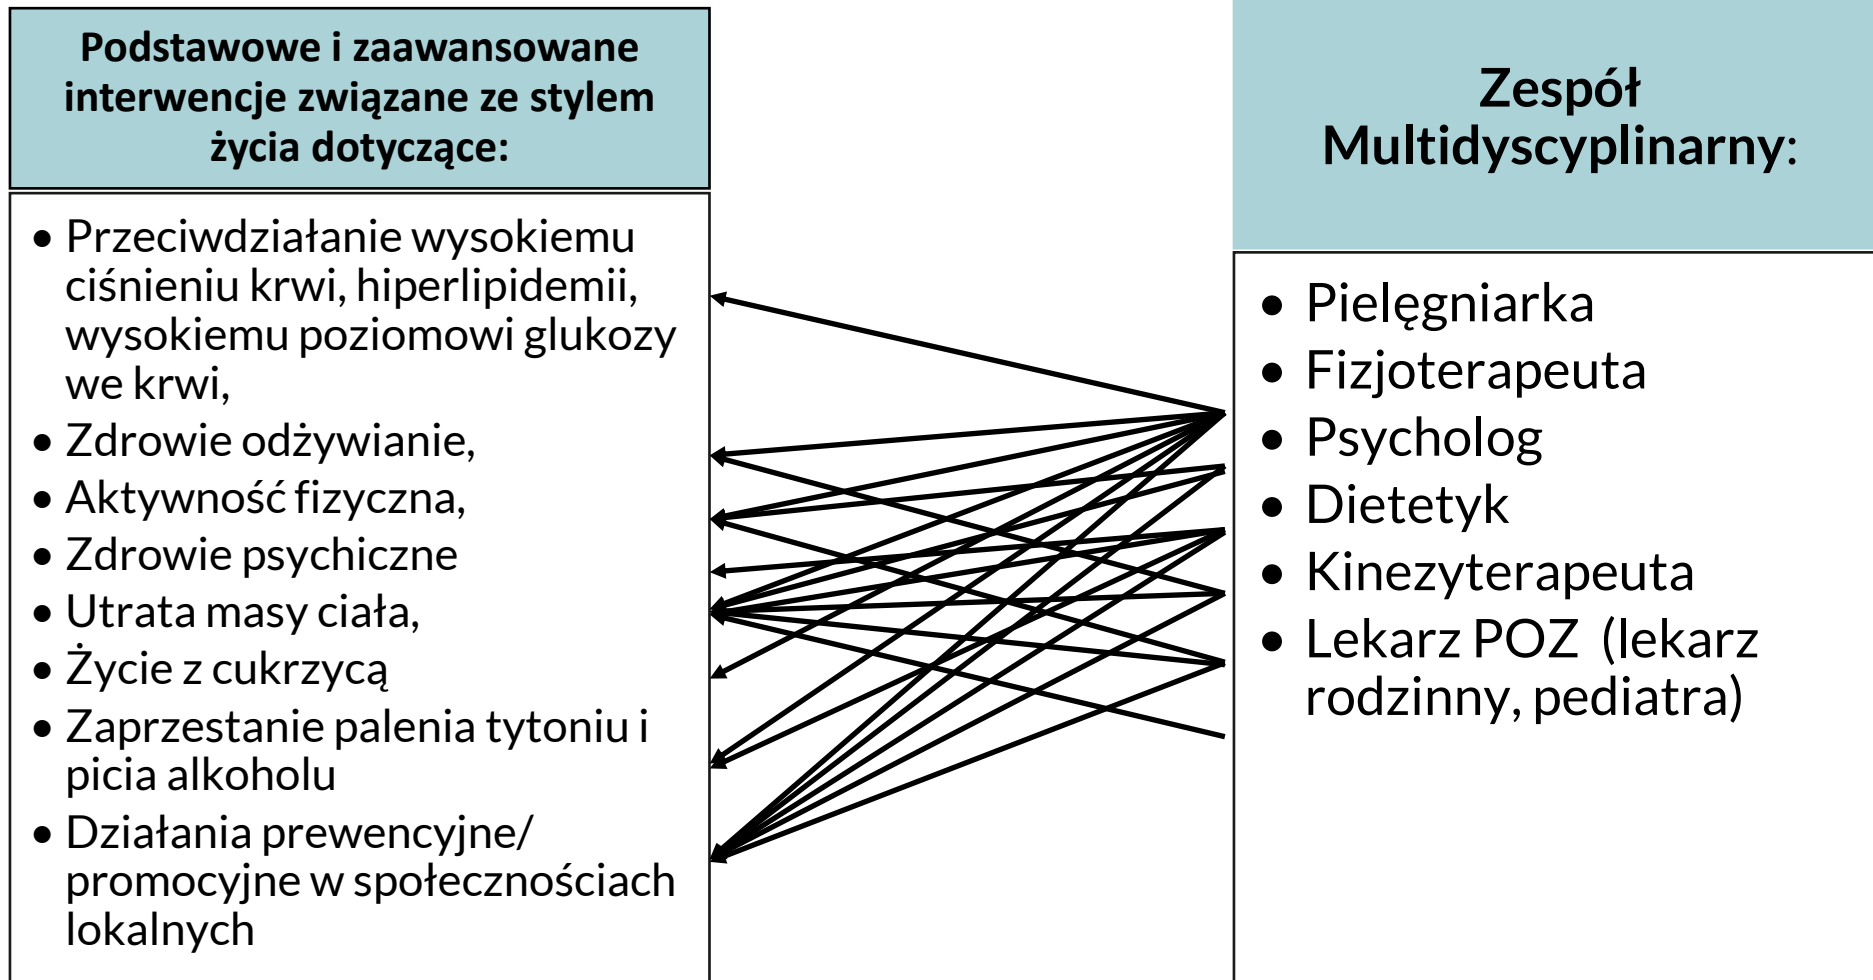 Podstawowe i zaawansowane
interwencje związane ze stylem
życia dotyczące:
• Przeciwdziałanie wysokiemu
ciśnieniu krwi, hiperlipidemii,
wysokiemu poziomowi glukozy
we krwi,
• Zdrowie odżywianie,
• Aktywność fizyczna,
• Zdrowie psychiczne
• Utrata masy ciała,
• Życie z cukrzycą
• Zaprzestanie palenia tytoniu i
picia alkoholu
• Działania prewencyjne/
promocyjne w społecznościach
lokalnych
Zespół
Multidyscyplinarny:
• Pielęgniarka
• Fizjoterapeuta
• Psycholog
• Dietetyk
• Kinezyterapeuta
• Lekarz POZ (lekarz
rodzinny, pediatra)